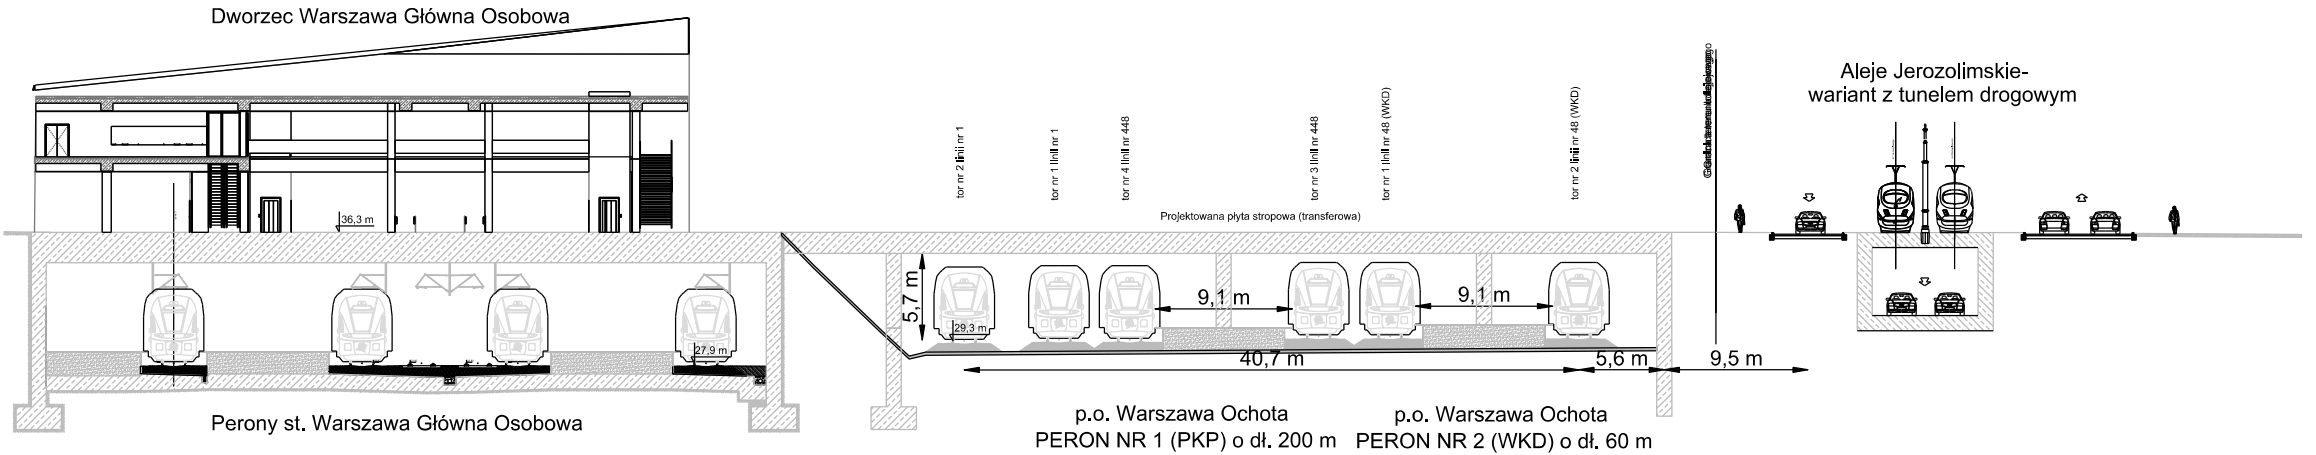 Dworzec Warszawa Główna Osobowa
Aleje Jerozolimskie-
wariant z tunelem drogowym
tor nr 2 linii nr 1
tor nr 1 linii nr 1
tor nr 4 linii nr 448
tor nr 3 linii nr 448
tor nr 1 linii nr 48 (WKD)
tor nr 2 linii nr 48 (WKD)
36,3 m
Projektowana płyta stropowa (transferowa)
5,7 m
9,1 m
9,1 m
29,3 m
27,9 m
40,7 m
5,6 m
9,5 m
Perony st. Warszawa Główna Osobowa
p.o. Warszawa Ochota
PERON NR 1 (PKP) o dł. 200 m
p.o. Warszawa Ochota
PERON NR 2 (WKD) o dł. 60 m